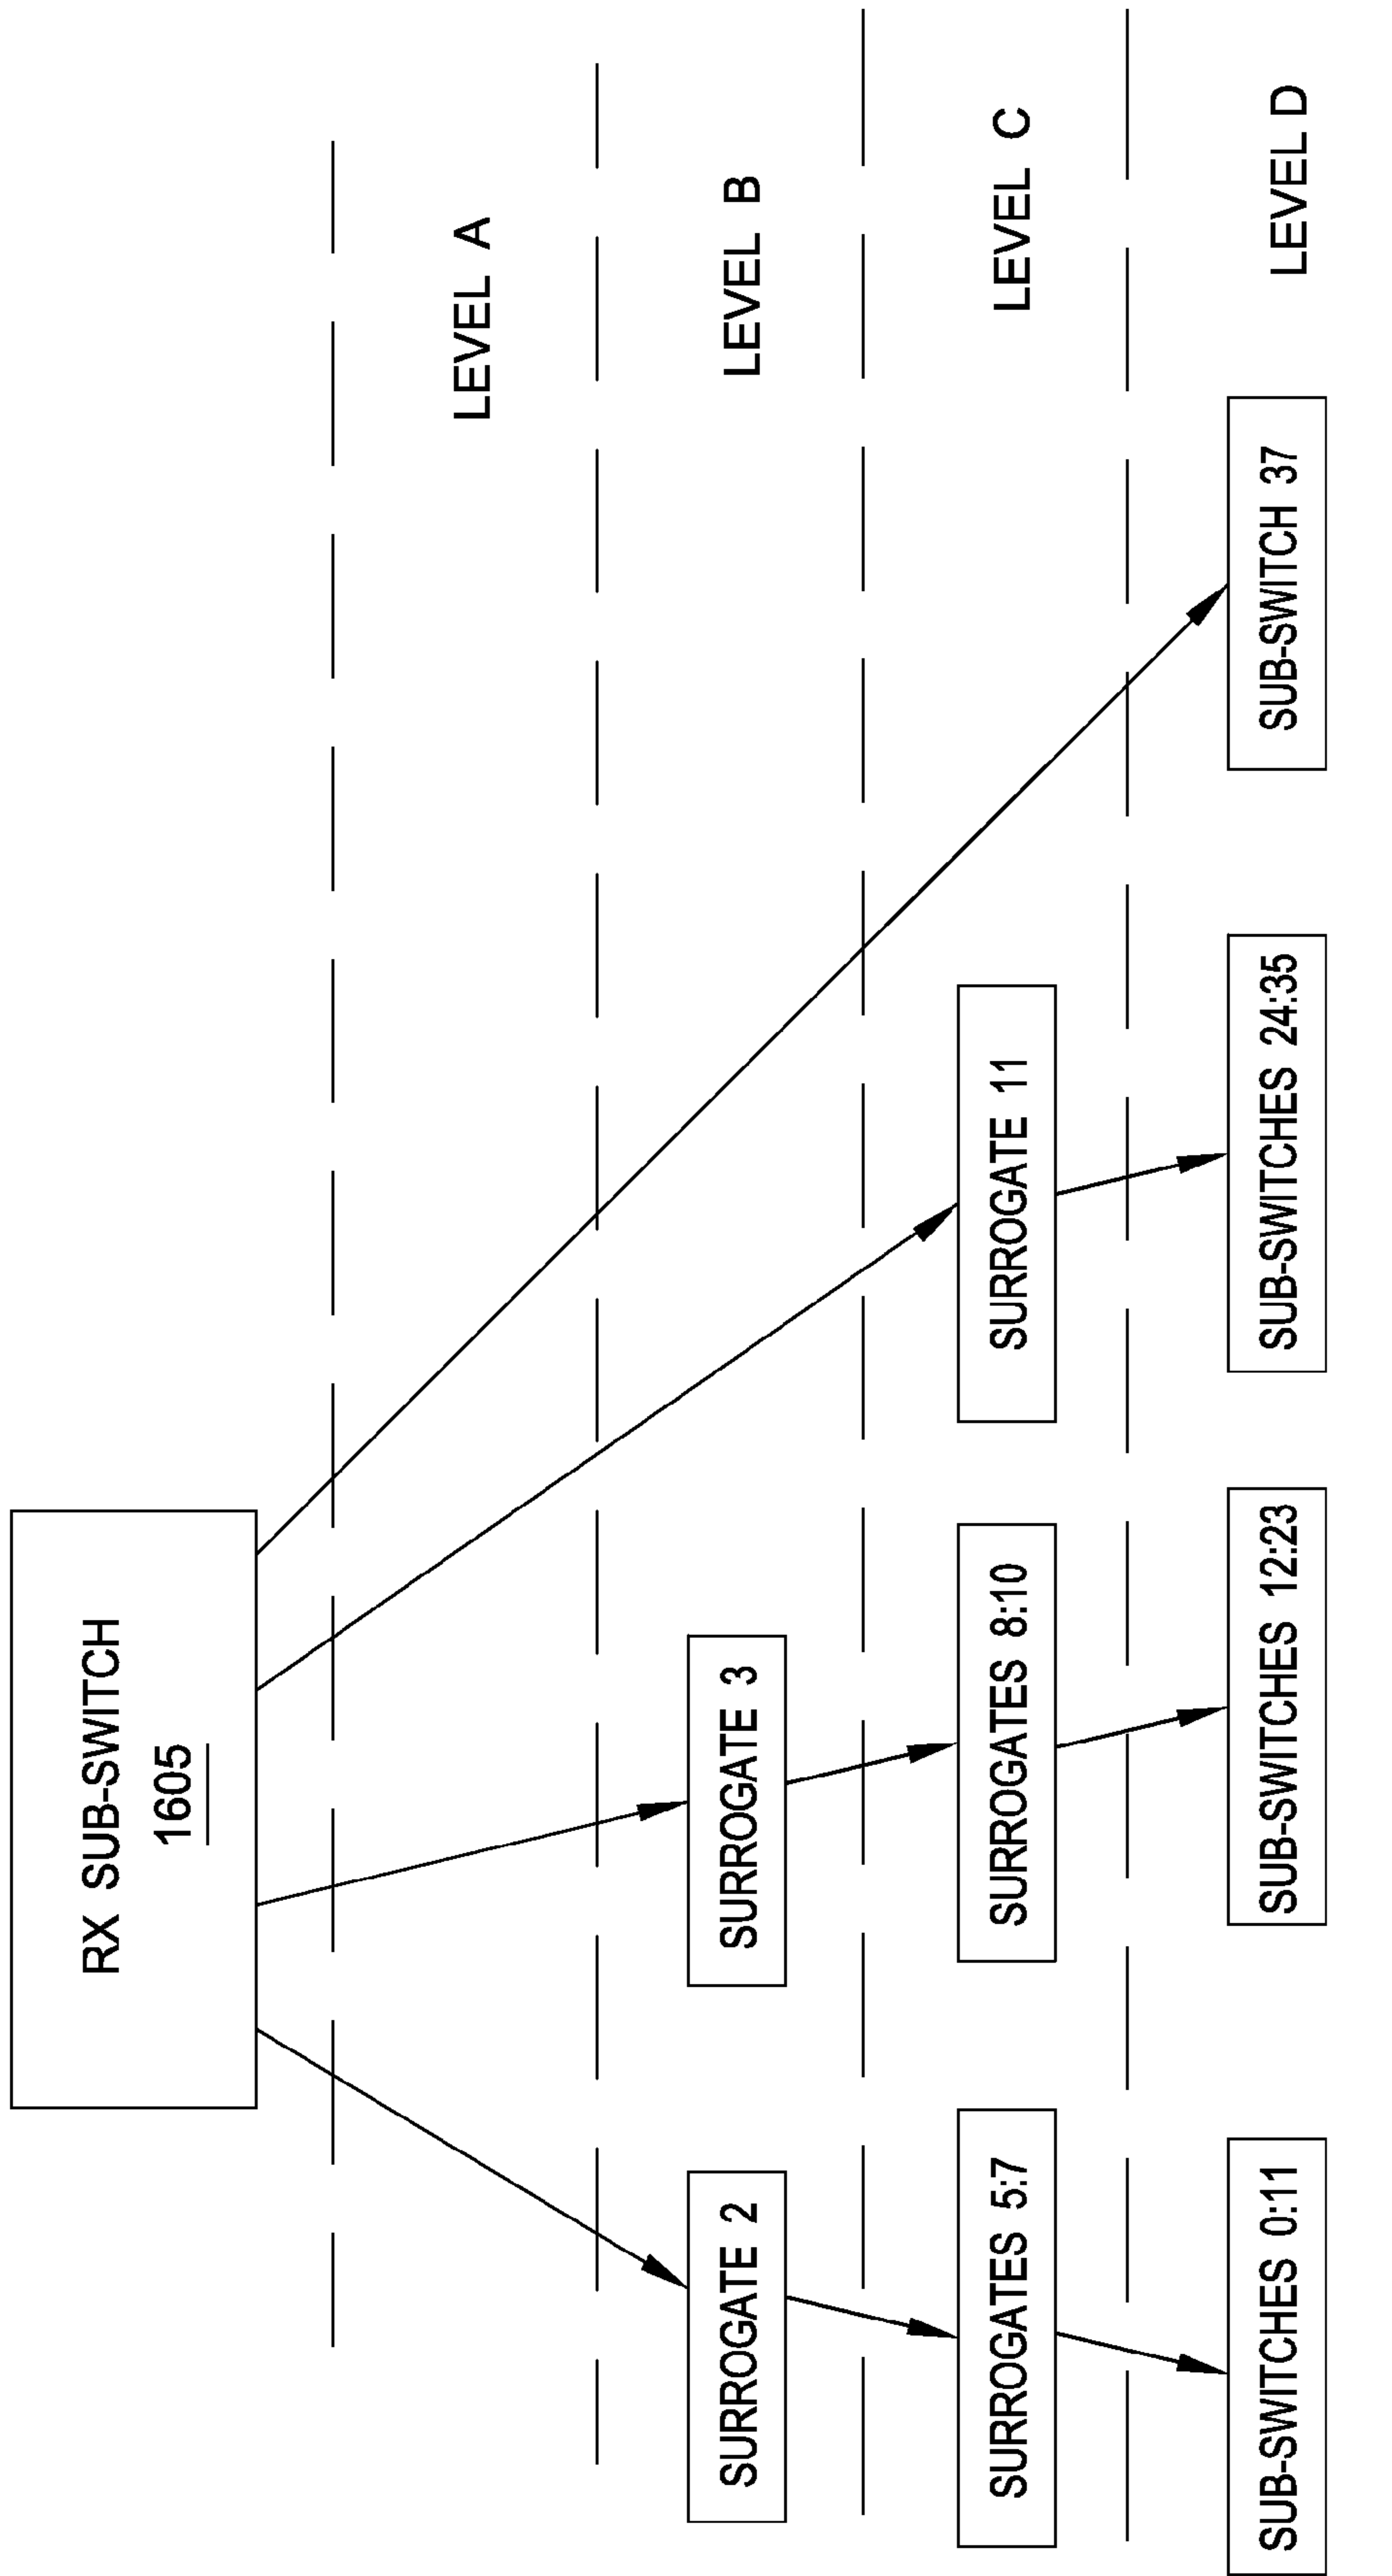 RX SUB-SWITCH
1605
LEVEL A
SURROGATE 2
SURROGATE 3
LEVEL B
SURROGATES 5:7
SURROGATES 8:10
SURROGATE 11
LEVEL C
SUB-SWITCHES 0:11
SUB-SWITCHES 12:23
SUB-SWITCHES 24:35
SUB-SWITCH 37
LEVEL D